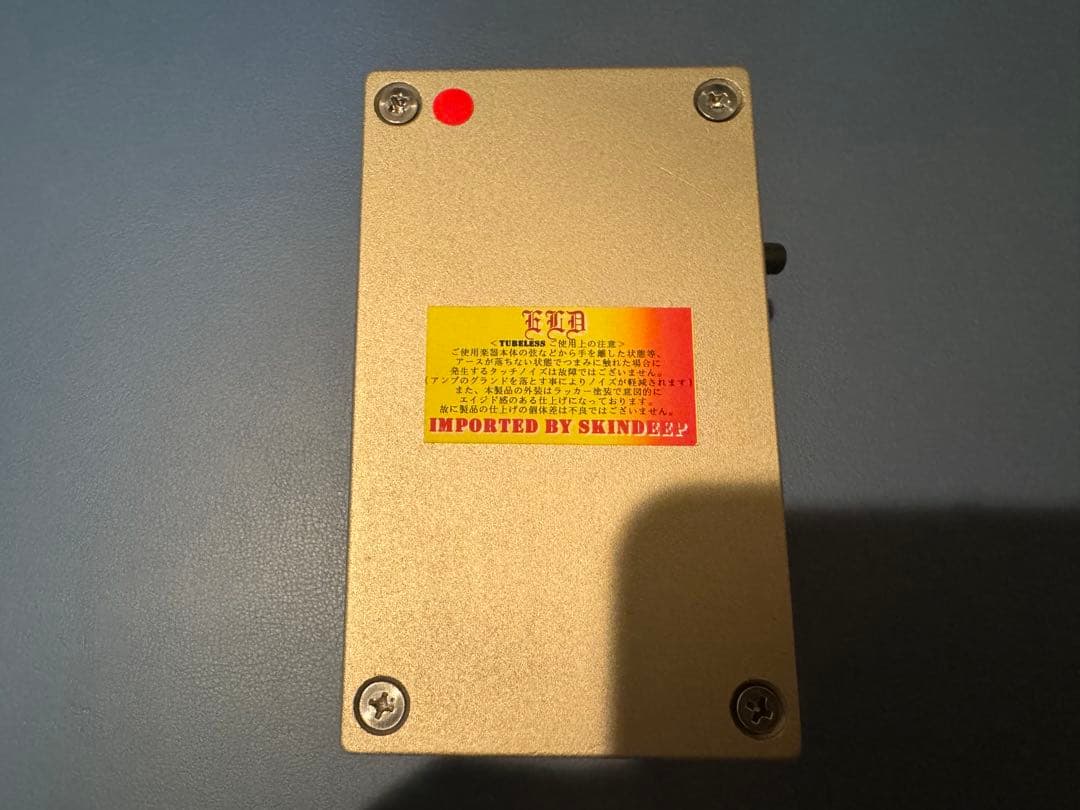 ELD
＜TUBELESS ご使用上の注意＞
ご使用楽器本体の弦などから手を離した状態等、
アースが落ちない状態でつまみに触れた場合に
発生するタッチノイズは故障ではございません。
(アンプのグランドを落とす事によりノイズが軽減されます)
また、本製品の外装はラッカー塗装で意図的に
エイジド感のある仕上げになっております。
故に製品の仕上げの個体差は不良ではございません。
IMPORTED BY SKINDEEP